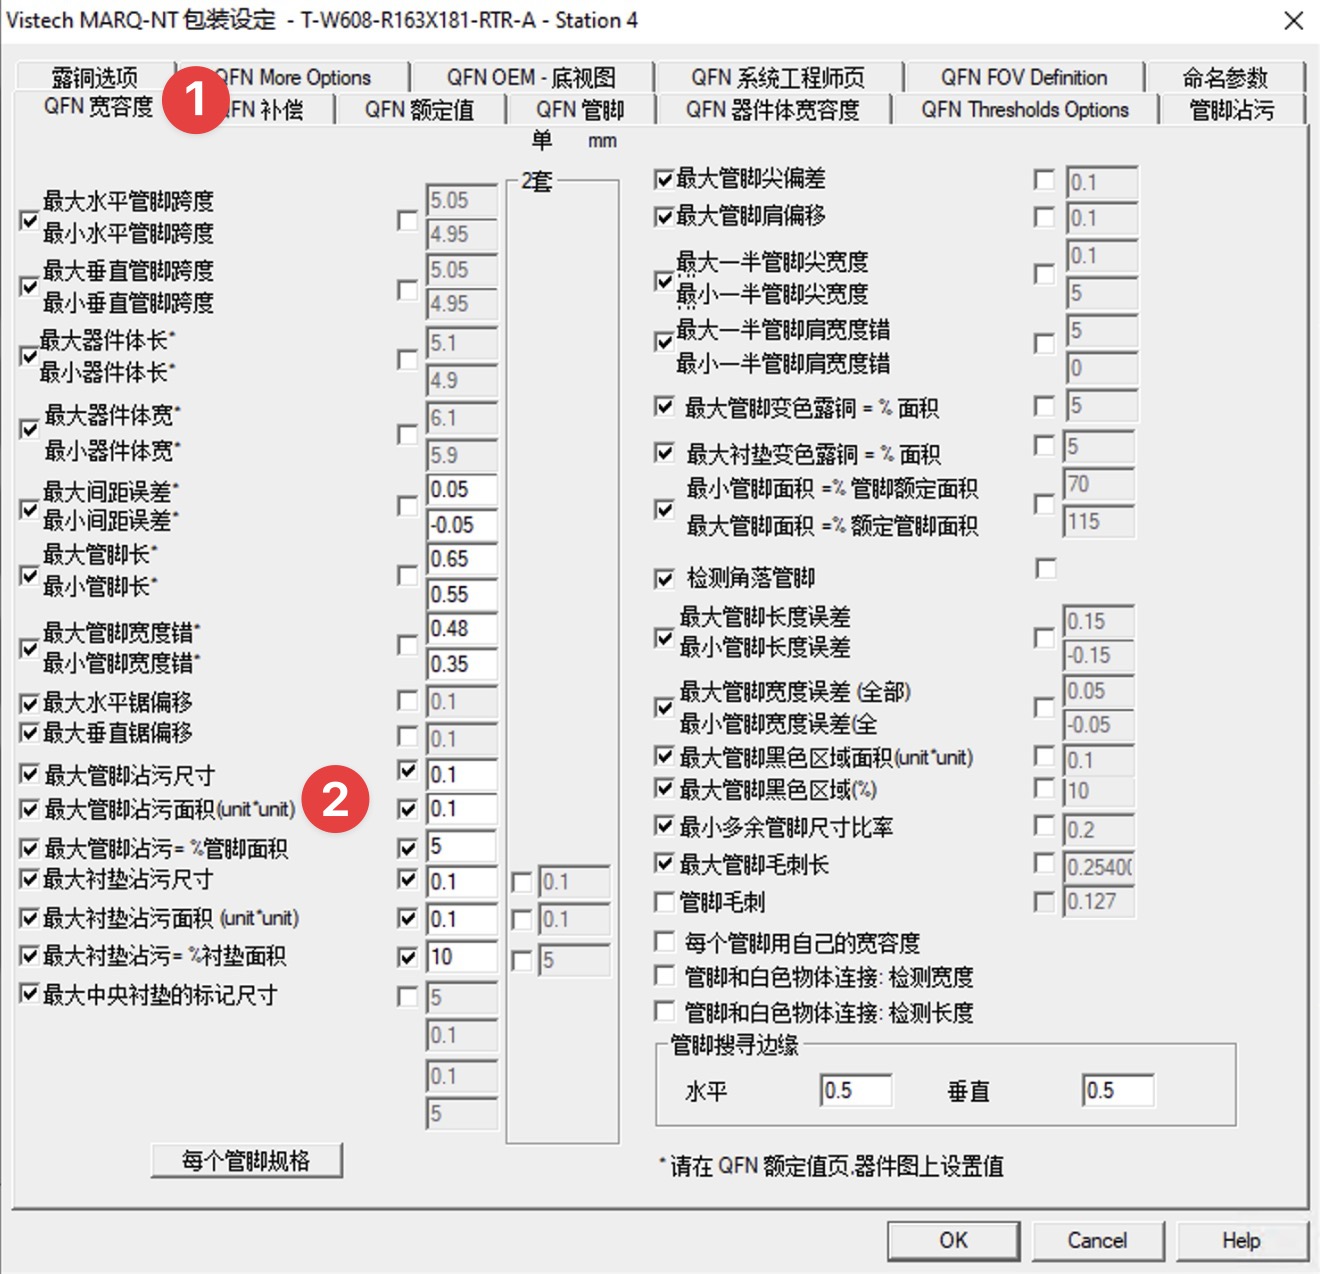 Vistech MARQ-NT 包装设定 - T-W608-R163X181-RTR-A - Station 4
露铜选项
QFN More Options
QFN OEM - 底视图
QFN 系统工程师页
QFN FOV Definition
命名参数
QFN 宽容度
1
FN 补偿
QFN 额定值
QFN 管脚
QFN 器件体宽容度
QFN Thresholds Options
管脚沾污
单 mm
2套
最大水平管脚跨度 5.05
最小水平管脚跨度 4.95
最大垂直管脚跨度 5.05
最小垂直管脚跨度 4.95
最大器件体长* 5.1
最小器件体长* 4.9
最大器件体宽* 6.1
最小器件体宽* 5.9
最大间距误差* 0.05
最小间距误差* -0.05
最大管脚长* 0.65
最小管脚长* 0.55
最大管脚宽度错* 0.48
最小管脚宽度错* 0.35
最大水平锯偏移 0.1
最大垂直锯偏移 0.1
最大管脚沾污尺寸 0.1
最大管脚沾污面积(unit*unit) 2 0.1
最大管脚沾污= %管脚面积 5
最大衬垫沾污尺寸 0.1 0.1
最大衬垫沾污面积 (unit*unit) 0.1 0.1
最大衬垫沾污= %衬垫面积 10 5
最大中央衬垫的标记尺寸 5
0.1
0.1
5
每个管脚规格
最大管脚尖偏差 0.1
最大管脚肩偏移 0.1
最大一半管脚尖宽度 0.1
最小一半管脚尖宽度 5
最大一半管脚肩宽度错 5
最小一半管脚肩宽度错 0
最大管脚变色露铜 = % 面积 5
最大衬垫变色露铜 = % 面积 5
最小管脚面积 =% 管脚额定面积 70
最大管脚面积 =% 额定管脚面积 115
检测角落管脚
最大管脚长度误差 0.15
最小管脚长度误差 -0.15
最大管脚宽度误差 (全部) 0.05
最小管脚宽度误差(全 -0.05
最大管脚黑色区域面积(unit*unit) 0.1
最大管脚黑色区域(%) 10
最小多余管脚尺寸比率 0.2
最大管脚毛刺长 0.25400
管脚毛刺 0.127
每个管脚用自己的宽容度
管脚和白色物体连接: 检测宽度
管脚和白色物体连接: 检测长度
管脚搜寻边缘
水平 0.5 垂直 0.5
* 请在 QFN 额定值页,器件图上设置值
OK Cancel Help